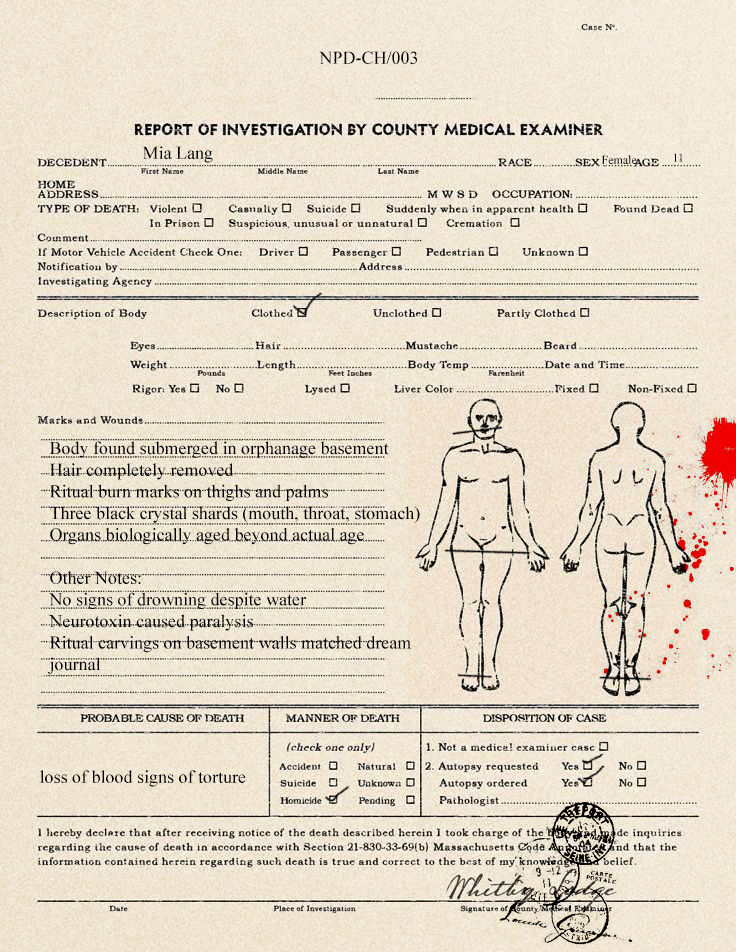 Case Nº.
NPD-CH/003
REPORT OF INVESTIGATION BY COUNTY MEDICAL EXAMINER
DECEDENT Mia Lang RACE SEX Female AGE 11
First Name Middle Name Last Name
HOME
ADDRESS M W S D OCCUPATION:
TYPE OF DEATH: Violent Casualty Suicide Suddenly when in apparent health Found Dead
In Prison Suspicious, unusual or unnatural Cremation
Comment
If Motor Vehicle Accident Check One: Driver Passenger Pedestrian Unknown
Notification by Address
Investigating Agency
Description of Body Clothed Unclothed Partly Clothed
Eyes Hair Mustache Beard
Weight Length Body Temp Date and Time
Pounds Feet Inches Farenheit
Rigor: Yes No Lysed Liver Color Fixed Non-Fixed
Marks and Wounds
Body found submerged in orphanage basement
Hair completely removed
Ritual burn marks on thighs and palms
Three black crystal shards (mouth, throat, stomach)
Organs biologically aged beyond actual age
Other Notes:
No signs of drowning despite water
Neurotoxin caused paralysis
Ritual carvings on basement walls matched dream
journal
PROBABLE CAUSE OF DEATH MANNER OF DEATH DISPOSITION OF CASE
(check one only) 1. Not a medical examiner case
Accident Natural 2. Autopsy requested Yes No
loss of blood signs of torture
Suicide Unknown Autopsy ordered Yes No
Homicide Pending Pathologist
I hereby declare that after receiving notice of the death described herein I took charge of the made inquiries
regarding the cause of death in accordance with Section 21-830-33-69(b) Massachusetts Code and that the
information contained herein regarding such death is true and correct to the best of my knowledge belief.
CARTE
POSTALE
Whitby Lodge
Date Place of Investigation Signature of County Medical Examiner